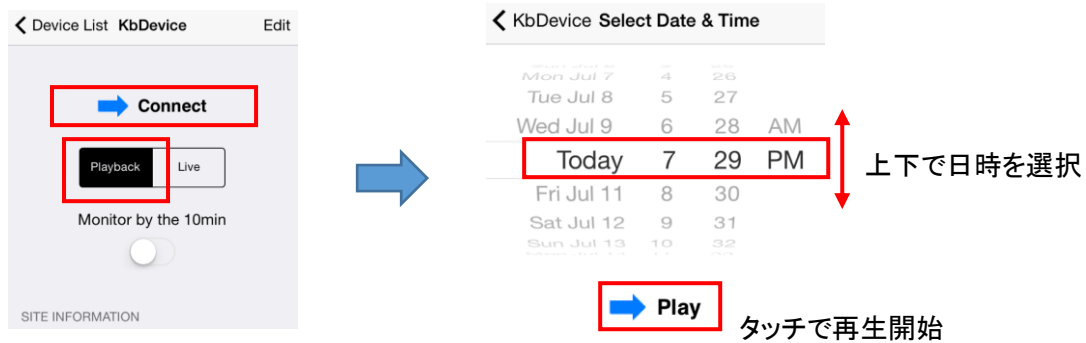 Device List KbDevice Edit
Connect
Playback Live
Monitor by the 10min
SITE INFORMATION
KbDevice Select Date & Time
Mon Jul 7 4 26
Tue Jul 8 5 27
Wed Jul 9 6 28 AM
Today 7 29 PM
Fri Jul 11 8 30
Sat Jul 12 9 31
Sun Jul 13 10 32
上下で日時を選択
Play
タッチで再生開始